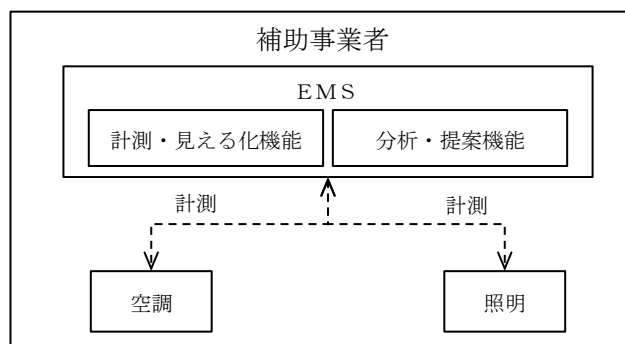 補助事業者
ＥＭＳ
計測・見える化機能
分析・提案機能
計測
計測
空調
照明